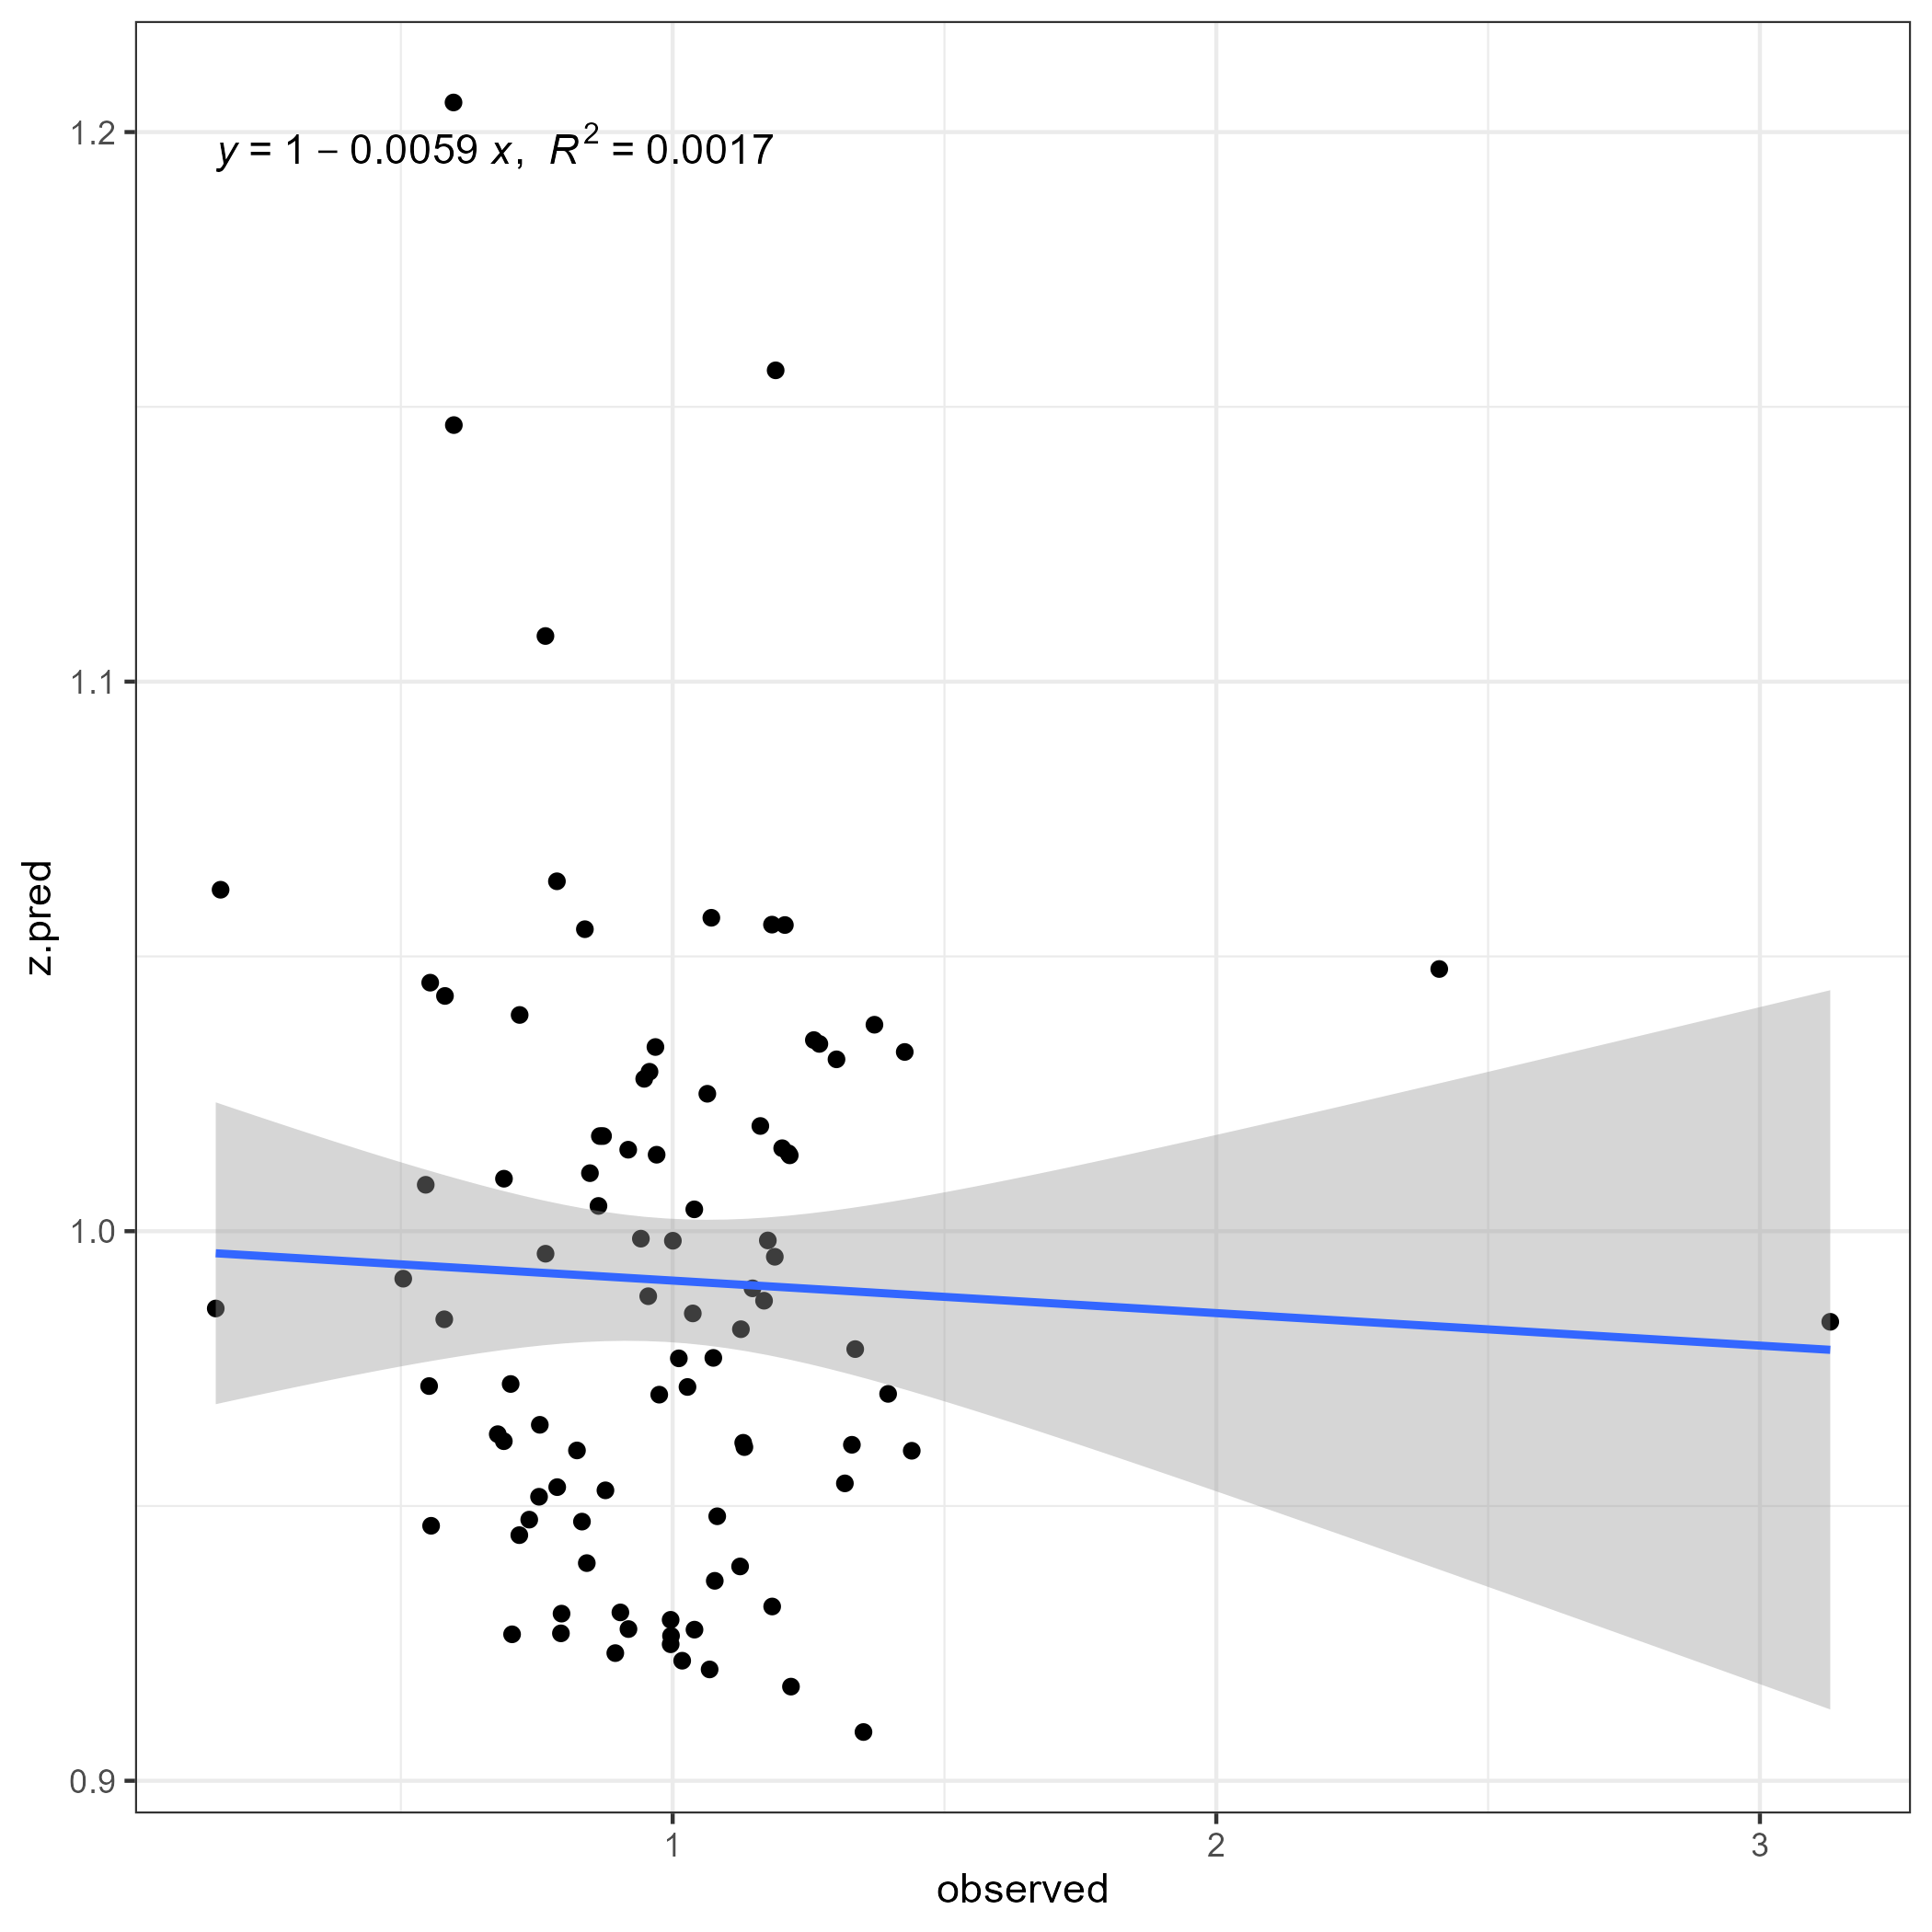 1.2
y = 1 − 0.0059 x, R² = 0.0017
1.1
z.pred
1.0
0.9
1 2 3
observed